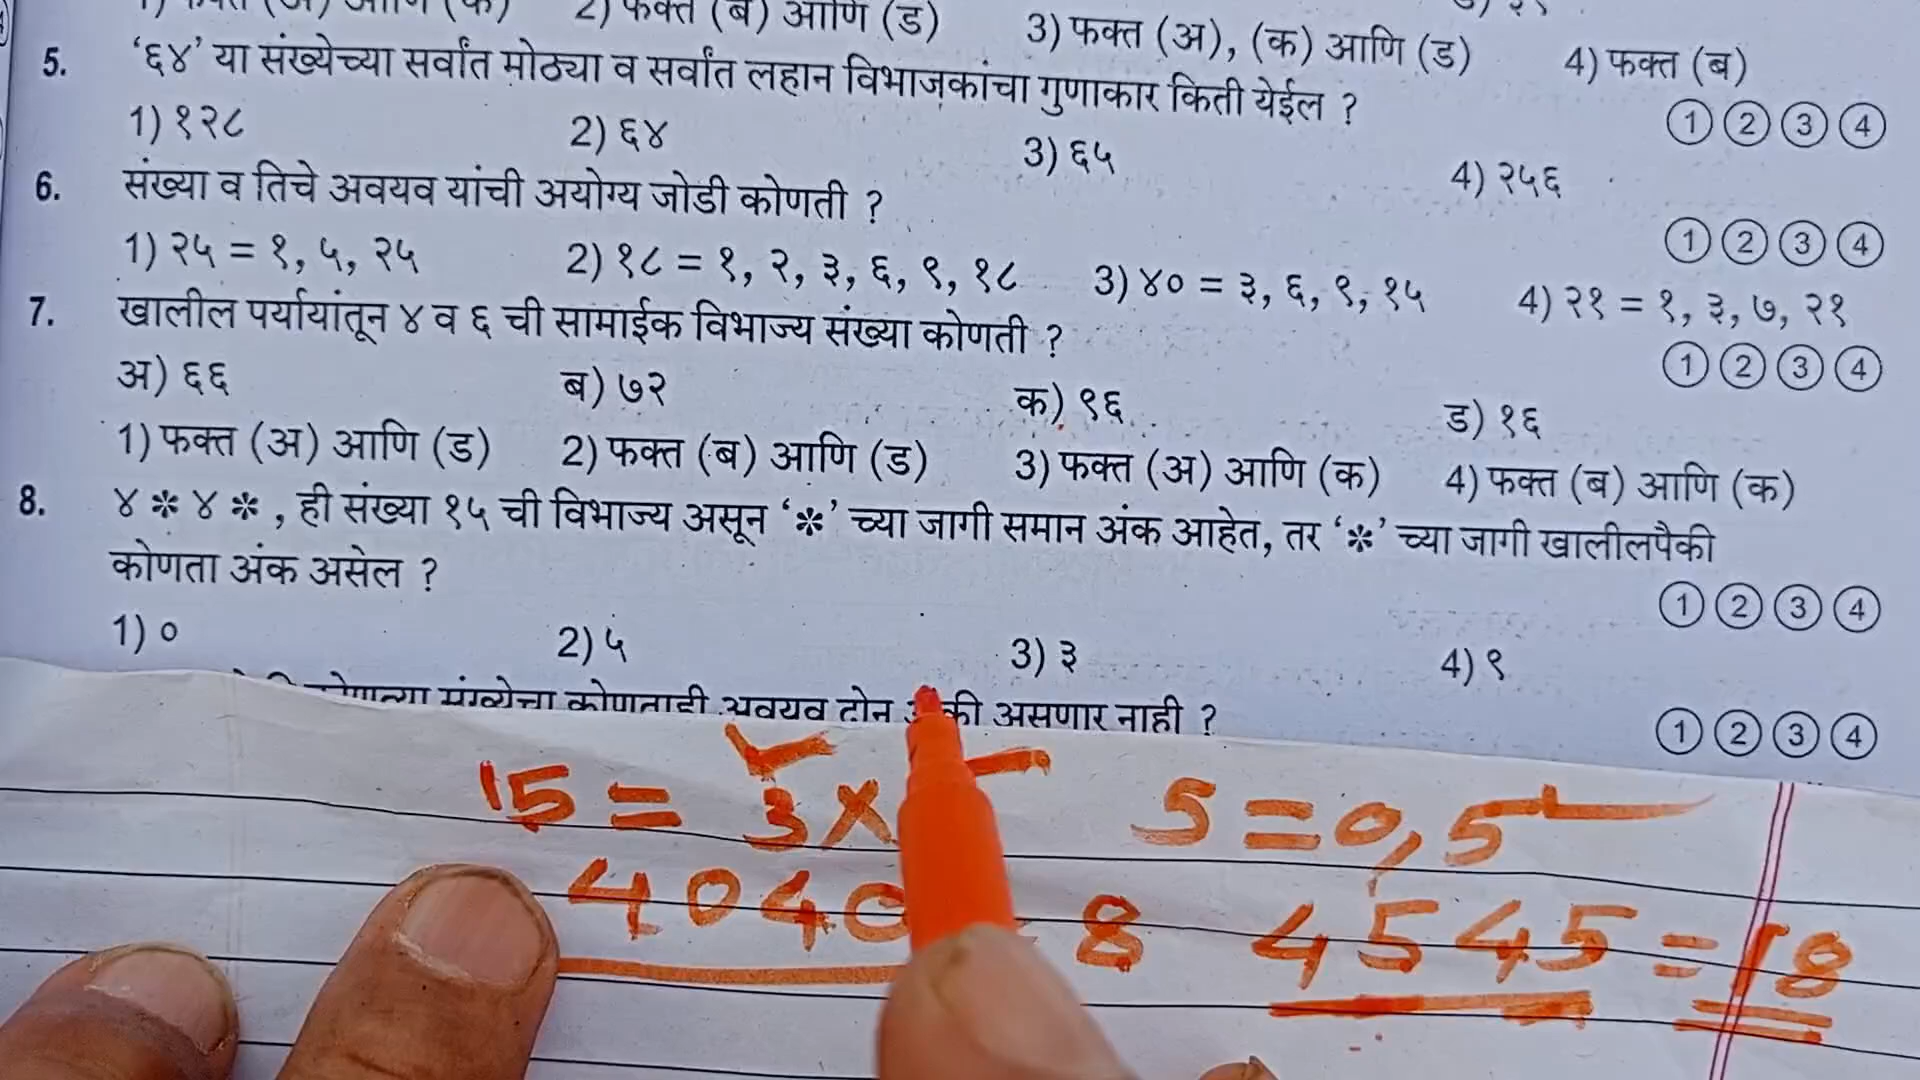 2) फक्त (ब) आणि (ड) 3) फक्त (अ), (क) आणि (ड) 4) फक्त (ब)
5. '६४' या संख्येच्या सर्वांत मोठ्या व सर्वांत लहान विभाजकांचा गुणाकार किती येईल ? 1 2 3 4
1) १२८ 2) ६४ 3) ६५ 4) २५६
6. संख्या व तिचे अवयव यांची अयोग्य जोडी कोणती ? 1 2 3 4
1) २५ = १, ५, २५ 2) १८ = १, २, ३, ६, ९, १८ 3) ४० = ३, ६, ९, १५ 4) २१ = १, ३, ७, २१
7. खालील पर्यायांतून ४ व ६ ची सामाईक विभाज्य संख्या कोणती ? 1 2 3 4
अ) ६६ ब) ७२ क) ९६ ड) १६
1) फक्त (अ) आणि (ड) 2) फक्त (ब) आणि (ड) 3) फक्त (अ) आणि (क) 4) फक्त (ब) आणि (क)
8. ४ * ४ * , ही संख्या १५ ची विभाज्य असून '*' च्या जागी समान अंक आहेत, तर '*' च्या जागी खालीलपैकी
कोणता अंक असेल ? 1 2 3 4
1) ० 2) ५ 3) ३ 4) ९
संख्येचा कोणताही अवयव दोन असणार नाही ? 1 2 3 4
15 = 3 x 5 = 0, 5
4040 8 4545 = 18